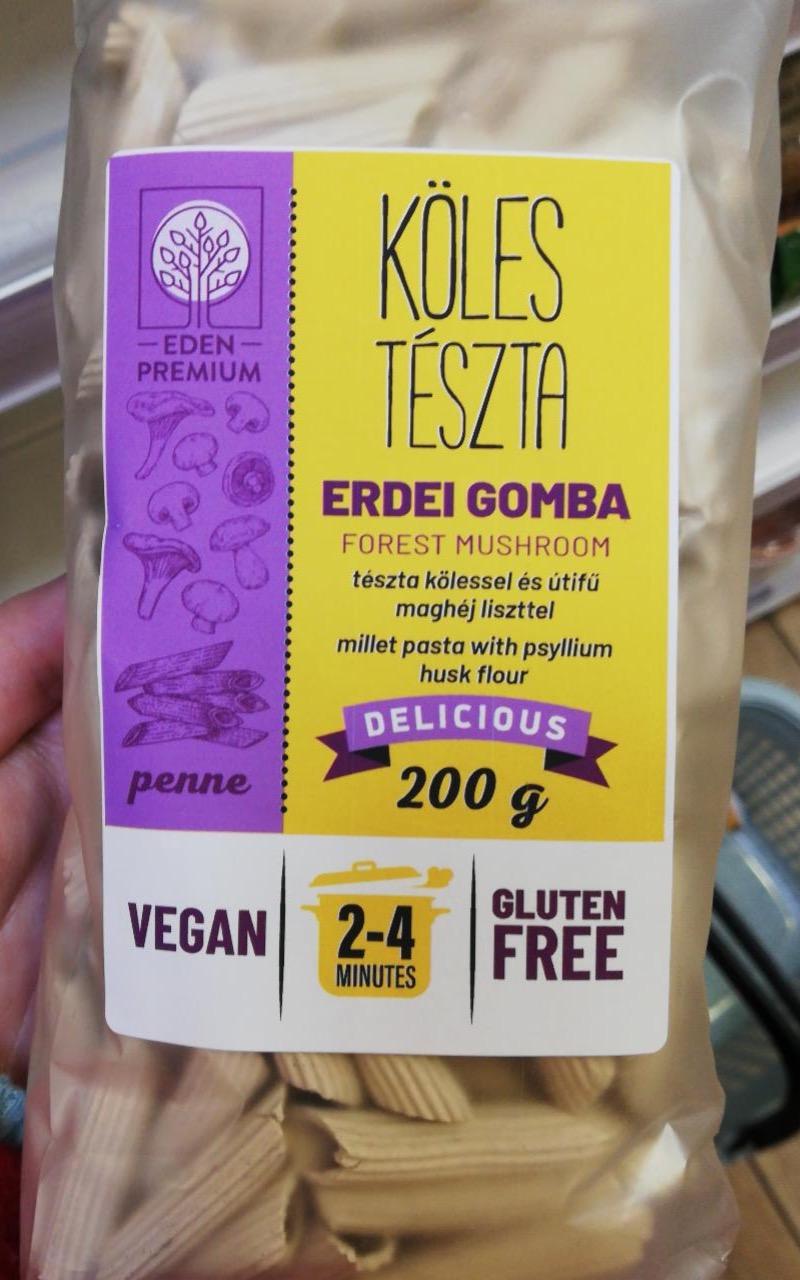 EDEN
PREMIUM
penne
KÖLES
TÉSZTA
ERDEI GOMBA
FOREST MUSHROOM
tészta kölessel és útifű
maghéj liszttel
millet pasta with psyllium
husk flour
DELICIOUS
200 g
VEGAN
2-4
MINUTES
GLUTEN
FREE